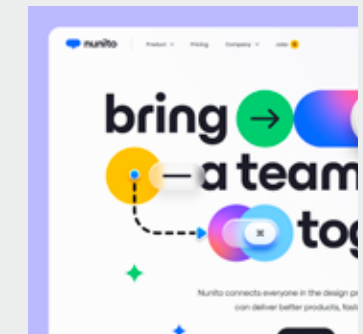 nunito Product Pricing Company Jobs
bring
a team
tog
Nunito connects everyone in the design pr
can deliver better products, fast